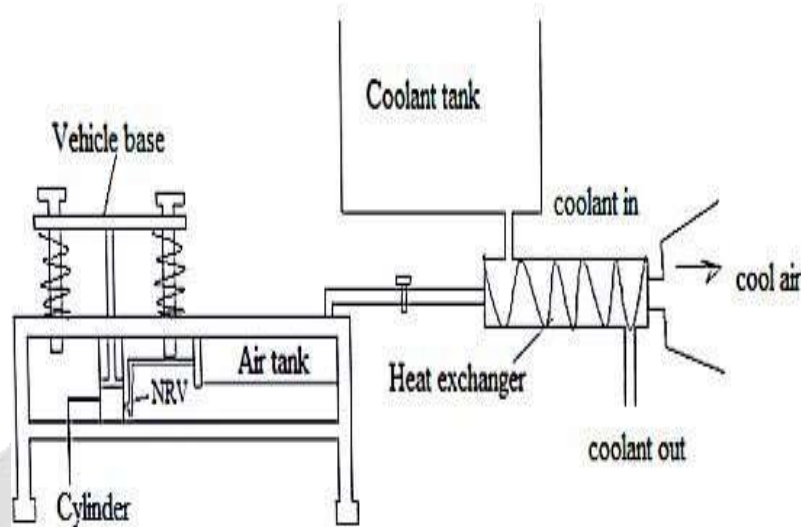 Coolant tank
Vehicle base
coolant in
cool air
Air tank
Heat exchanger
NRV
coolant out
Cylinder